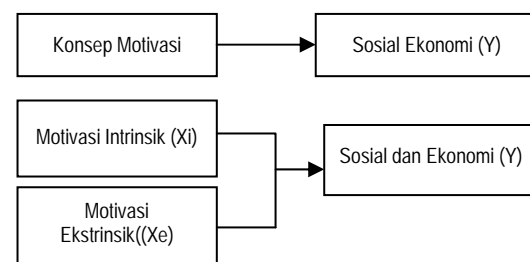 Konsep Motivasi
Sosial Ekonomi (Y)
Motivasi Intrinsik (Xi)
Sosial dan Ekonomi (Y)
Motivasi
Ekstrinsik((Xe)